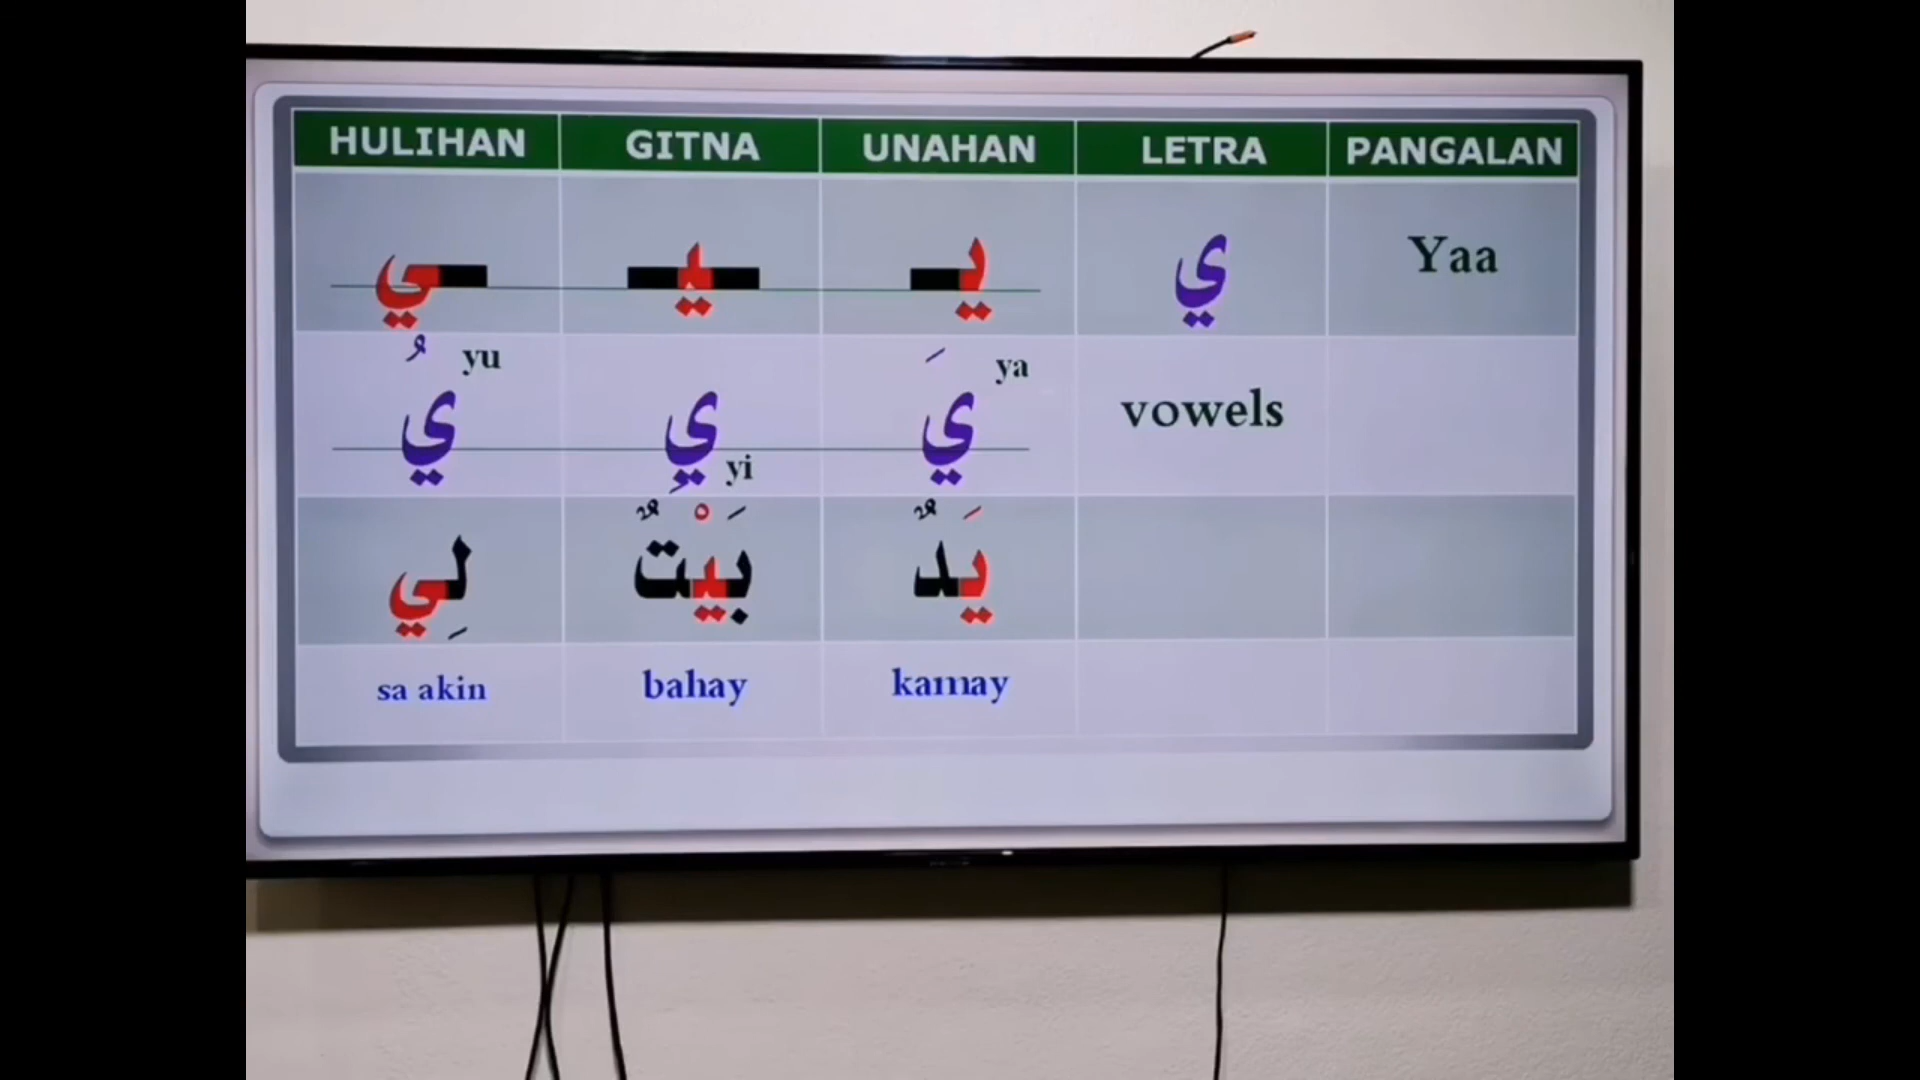 HULIHAN GITNA UNAHAN LETRA PANGALAN
ـي ـيـ يـ ي Yaa
يُ yu يِ yi يَ ya vowels
لِي بَيْتٌ يَدٌ
sa akin bahay kamay